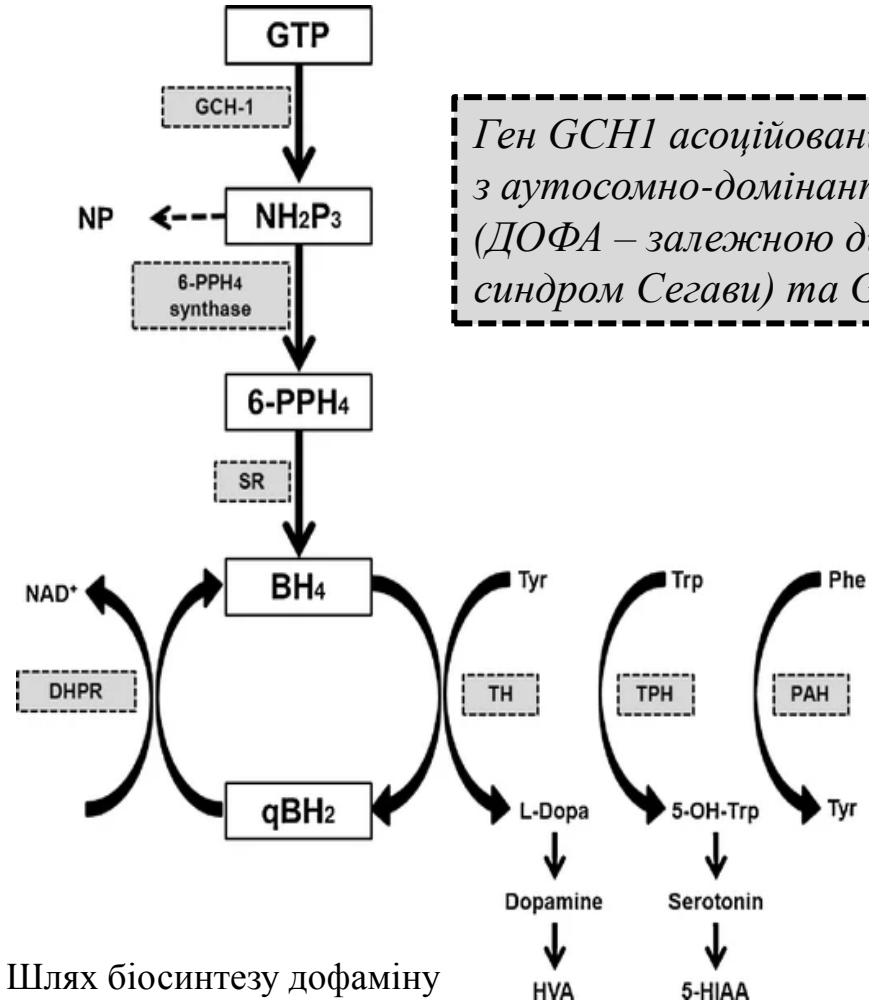 GTP
GCH-1
Ген GCH1 асоційован
з аутосомно-домінант
(ДОФА – залежною д
синдром Сегави) та
NP
NH₂P₃
6-PPH4
synthase
6-PPH₄
SR
NAD⁺
BH₄
Tyr
Trp
Phe
DHPR
TH
TPH
PAH
qBH₂
L-Dopa
5-OH-Trp
Tyr
Dopamine
Serotonin
HVA
5-HIAA
Шлях біосинтезу дофаміну